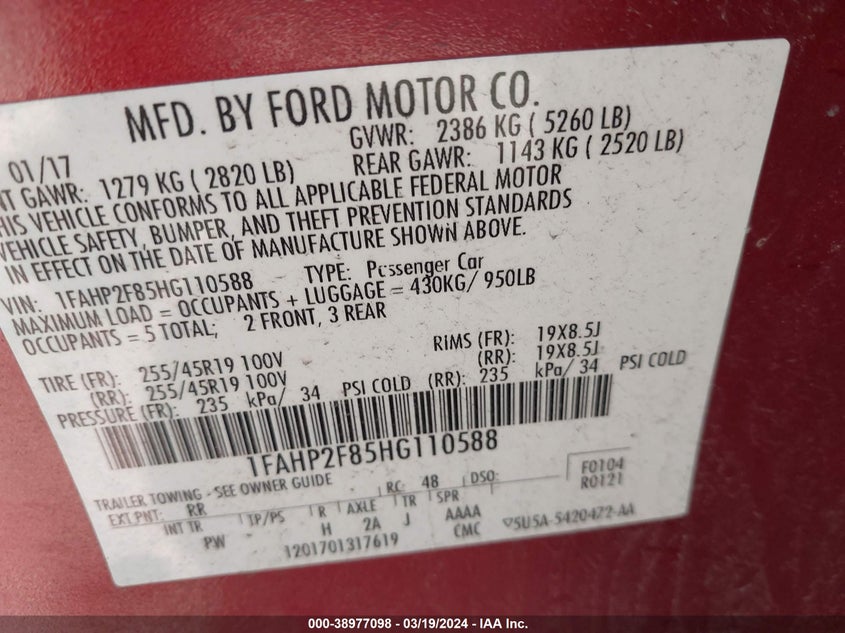 MFD. BY FORD MOTOR CO.
01/17 GVWR: 2386 KG ( 5260 LB)
NT GAWR: 1279 KG ( 2820 LB) REAR GAWR: 1143 KG ( 2520 LB)
THIS VEHICLE CONFORMS TO ALL APPLICABLE FEDERAL MOTOR
VEHICLE SAFETY, BUMPER, AND THEFT PREVENTION STANDARDS
IN EFFECT ON THE DATE OF MANUFACTURE SHOWN ABOVE.
VIN: 1FAHP2F85HG110588 TYPE: Passenger Car
MAXIMUM LOAD = OCCUPANTS + LUGGAGE = 430KG/ 950LB
OCCUPANTS = 5 TOTAL; 2 FRONT, 3 REAR
TIRE (FR): 255/45R19 100V RIMS (FR): 19X8.5J
(RR): 255/45R19 100V (RR): 19X8.5J
PRESSURE (FR): 235 kPa/ 34 PSI COLD (RR): 235 kPa/ 34 PSI COLD
1FAHP2F85HG110588
TRAILER TOWING - SEE OWNER GUIDE
EXT PNT: RR RC: 48 DSO: F0104
R0121
INT TR TP/PS R AXLE TR SPR
PW H 2A J AAAA
CMC
1201701317619 5U5A-5420472-AA
000-38977098 - 03/19/2024 - IAA Inc.